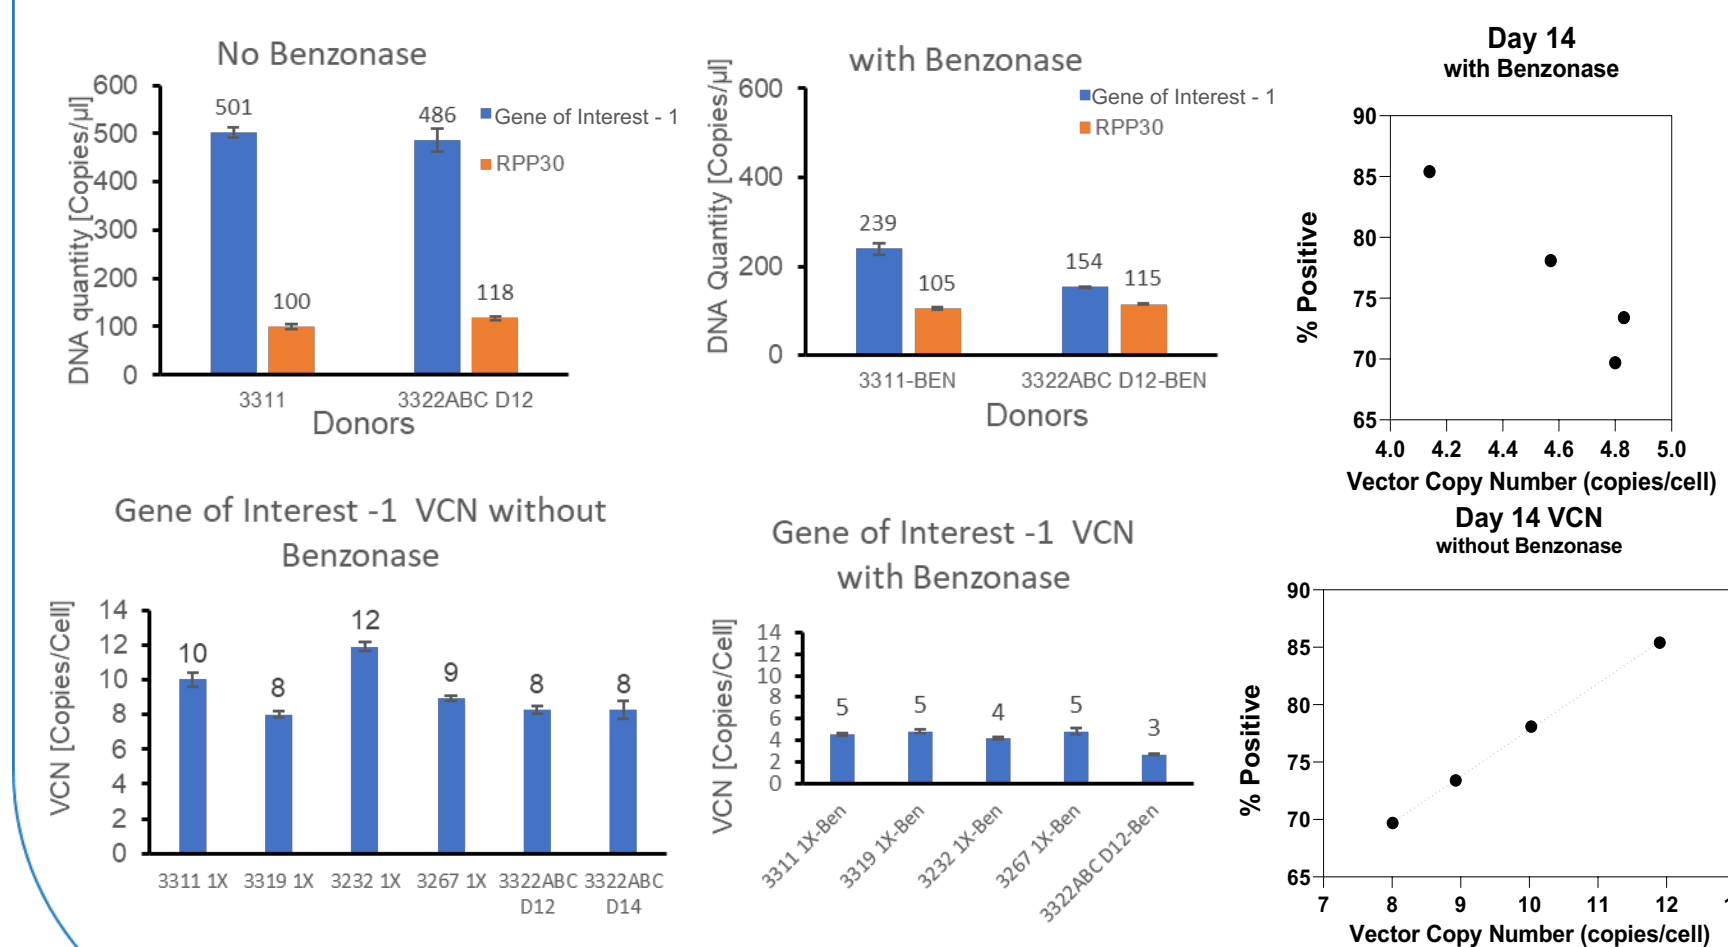 No Benzonase
DNA quantity [Copies/µl]
600
500
400
300
200
100
0
501
100
486
118
Gene of Interest - 1
RPP30
3311
3322ABC D12
Donors
with Benzonase
DNA Quantity [Copies/µl]
600
400
200
0
239
105
154
115
Gene of Interest - 1
RPP30
3311-BEN
3322ABC D12-BEN
Donors
Day 14
with Benzonase
% Positive
90
85
80
75
70
65
4.0 4.2 4.4 4.6 4.8 5.0
Vector Copy Number (copies/cell)
Gene of Interest -1 VCN without
Benzonase
VCN [Copies/Cell]
14
12
10
8
6
4
2
0
10
8
12
9
8
8
3311 1X
3319 1X
3232 1X
3267 1X
3322ABC
D12
3322ABC
D14
Gene of Interest -1 VCN
with Benzonase
VCN [Copies/Cell]
14
12
10
8
6
4
2
0
5
5
4
5
3
3311 1X-Ben
3319 1X-Ben
3232 1X-Ben
3267 1X-Ben
3322ABC D12-Ben
Day 14 VCN
without Benzonase
% Positive
90
85
80
75
70
65
7 8 9 10 11 12
Vector Copy Number (copies/cell)